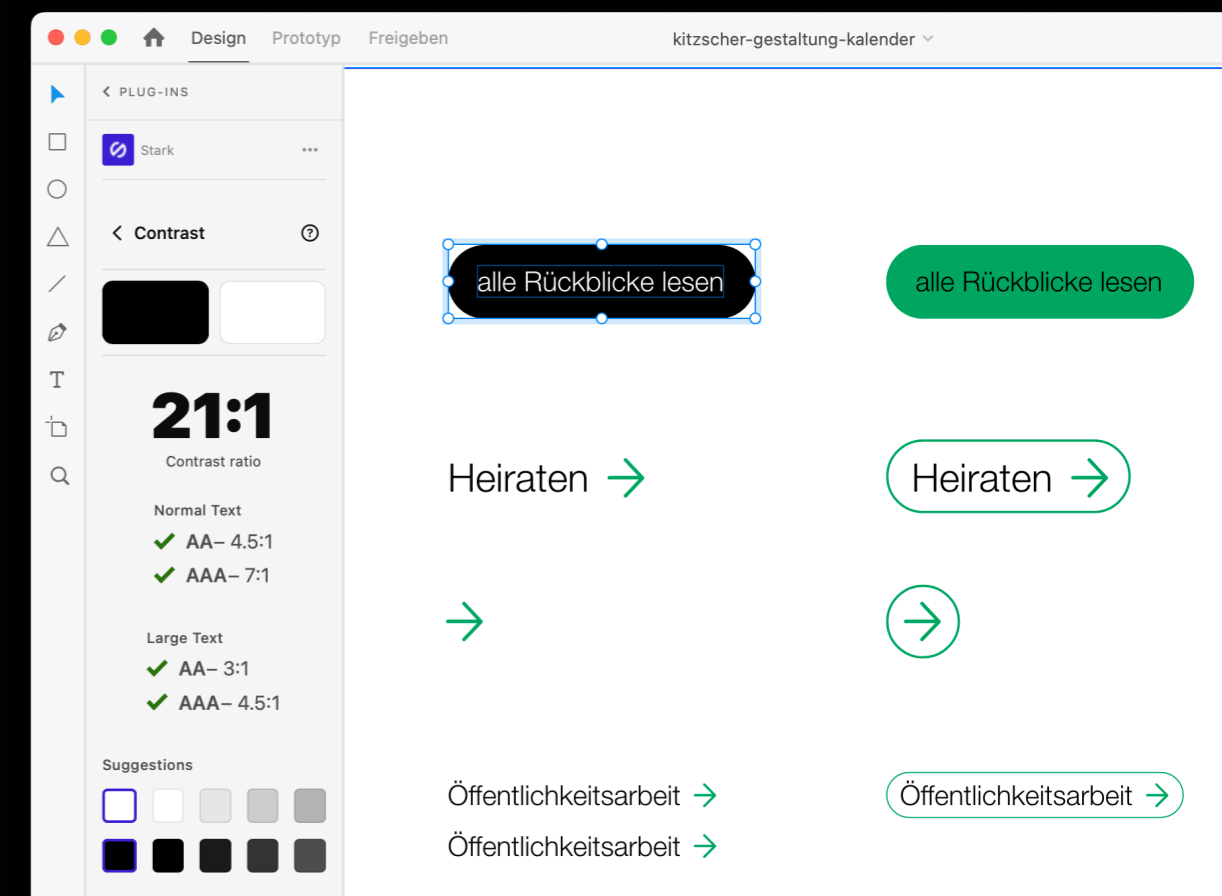 Design Prototyp Freigeben
kitzscher-gestaltung-kalender
PLUG-INS
Stark
Contrast
21:1
Contrast ratio
Normal Text
AA– 4.5:1
AAA– 7:1
Large Text
AA– 3:1
AAA– 4.5:1
Suggestions
alle Rückblicke lesen
alle Rückblicke lesen
Heiraten
Heiraten
Öffentlichkeitsarbeit
Öffentlichkeitsarbeit
Öffentlichkeitsarbeit